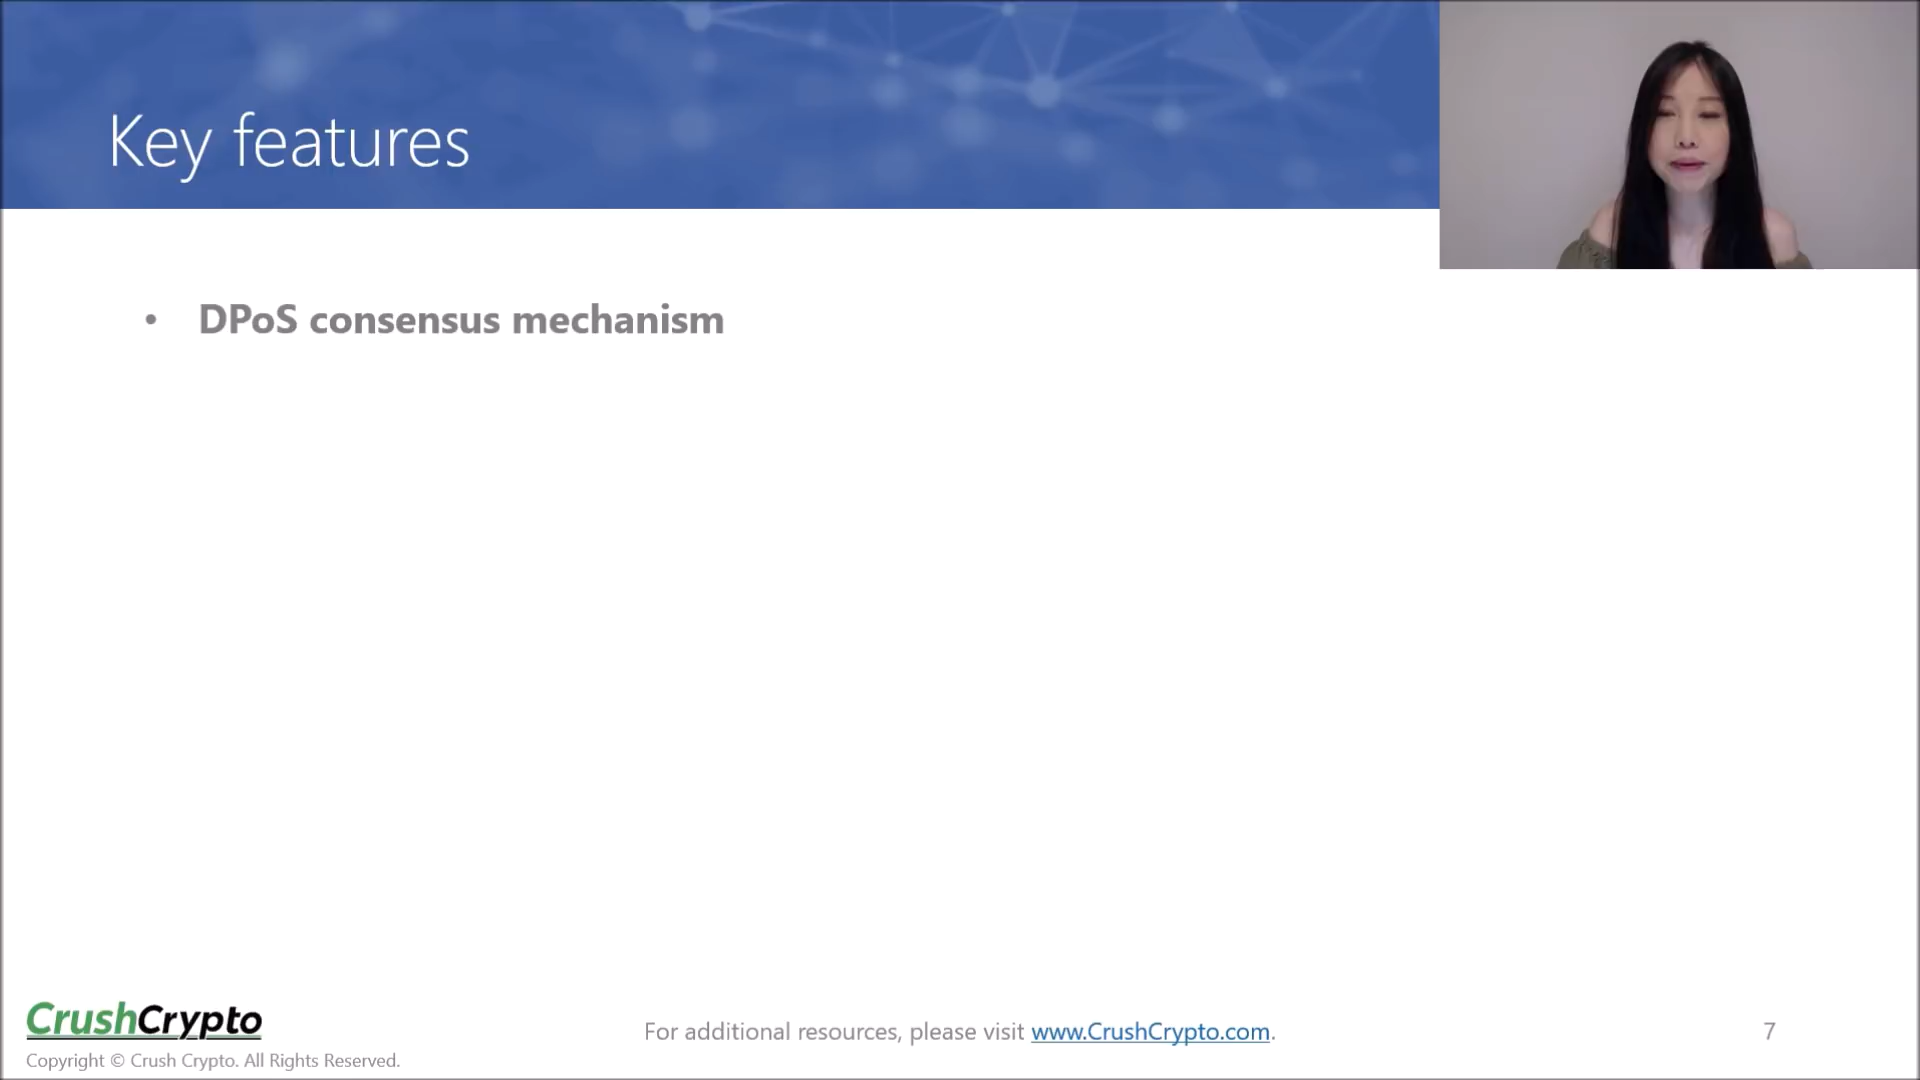 Key features
• DPoS consensus mechanism
CrushCrypto
Copyright © Crush Crypto. All Rights Reserved.
For additional resources, please visit www.CrushCrypto.com.
7